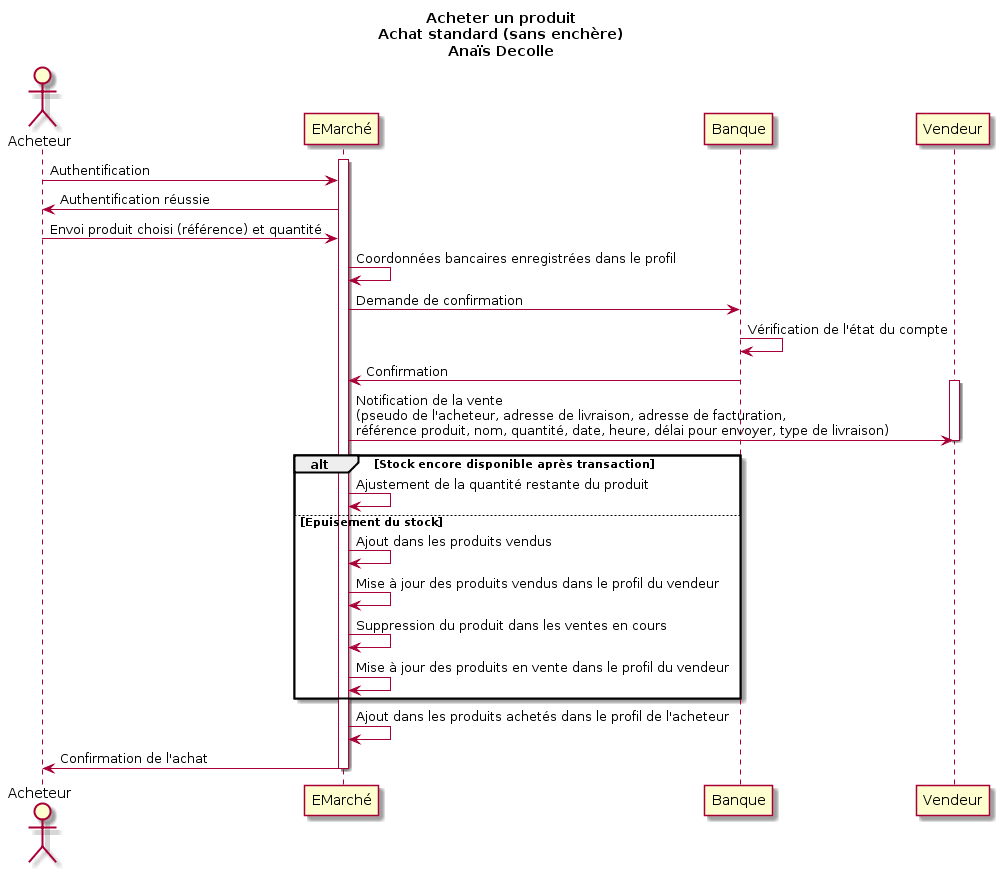 Acheter un produit
Achat standard (sans enchère)
Anaïs Decolle
Acheteur
EMarché
Banque
Vendeur
Authentification
Authentification réussie
Envoi produit choisi (référence) et quantité
Coordonnées bancaires enregistrées dans le profil
Demande de confirmation
Vérification de l'état du compte
Confirmation
Notification de la vente
(pseudo de l'acheteur, adresse de livraison, adresse de facturation,
référence produit, nom, quantité, date, heure, délai pour envoyer, type de livraison)
alt [Stock encore disponible après transaction]
Ajustement de la quantité restante du produit
[Epuisement du stock]
Ajout dans les produits vendus
Mise à jour des produits vendus dans le profil du vendeur
Suppression du produit dans les ventes en cours
Mise à jour des produits en vente dans le profil du vendeur
Ajout dans les produits achetés dans le profil de l'acheteur
Confirmation de l'achat
Acheteur
EMarché
Banque
Vendeur